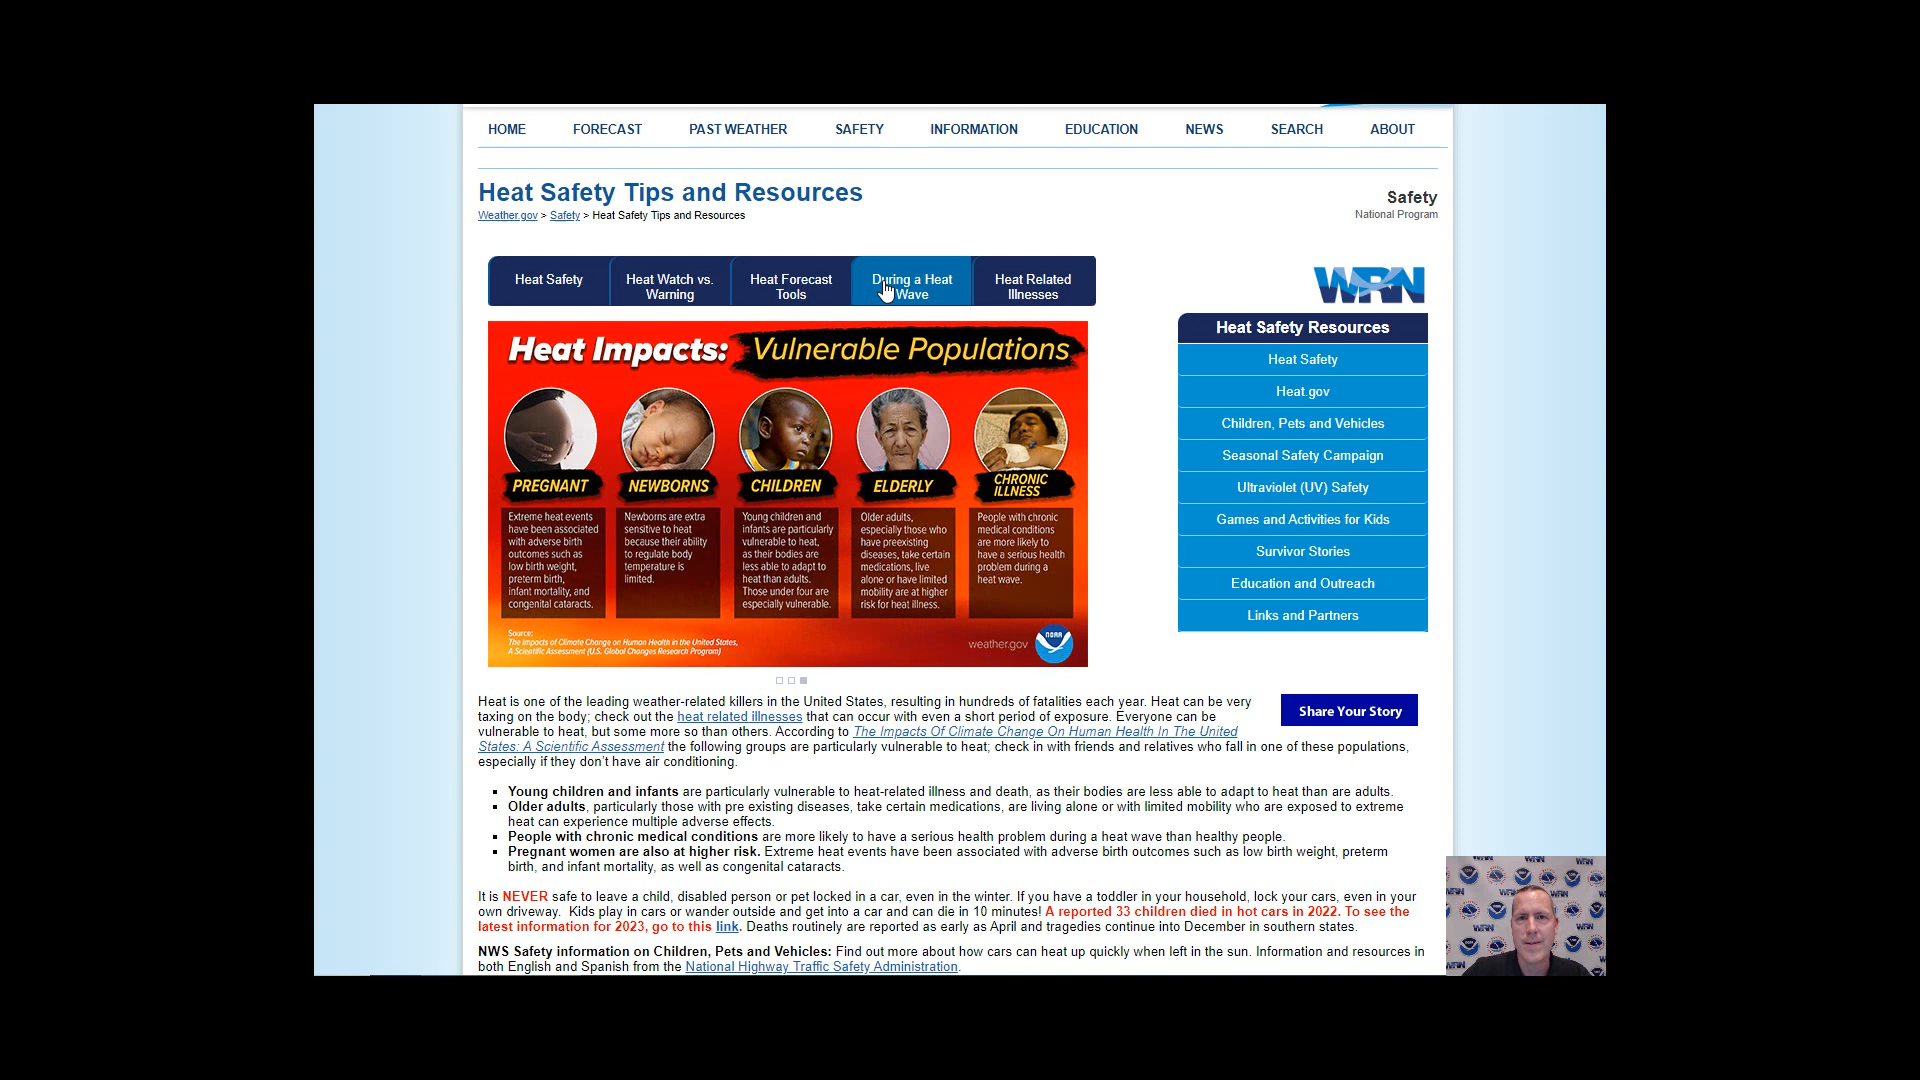 HOME FORECAST PAST WEATHER SAFETY INFORMATION EDUCATION NEWS SEARCH ABOUT
Heat Safety Tips and Resources
Weather.gov > Safety > Heat Safety Tips and Resources
Safety
National Program
Heat Safety
Heat Watch vs.
Warning
Heat Forecast
Tools
During a Heat
Wave
Heat Related
Illnesses
WRN
Heat Safety Resources
Heat Safety
Heat.gov
Children, Pets and Vehicles
Seasonal Safety Campaign
Ultraviolet (UV) Safety
Games and Activities for Kids
Survivor Stories
Education and Outreach
Links and Partners
Heat Impacts: Vulnerable Populations
PREGNANT
Extreme heat events
have been associated
with adverse birth
outcomes such as
low birth weight,
preterm birth,
infant mortality, and
congenital cataracts.
NEWBORNS
Newborns are extra
sensitive to heat
because their ability
to regulate body
temperature is
limited.
CHILDREN
Young children and
infants are particularly
vulnerable to heat,
as their bodies are
less able to adapt to
heat than adults.
Those under four are
especially vulnerable.
ELDERLY
Older adults,
especially those who
have preexisting
diseases, take certain
medications, live
alone or have limited
mobility are at higher
risk for heat illness.
CHRONIC
ILLNESS
People with chronic
medical conditions
are more likely to
have a serious health
problem during a
heat wave.
Source:
The Impacts of Climate Change on Human Health in the United States,
A Scientific Assessment (U.S. Global Changes Research Program)
weather.gov
NOAA
Heat is one of the leading weather-related killers in the United States, resulting in hundreds of fatalities each year. Heat can be very
taxing on the body; check out the heat related illnesses that can occur with even a short period of exposure. Everyone can be
vulnerable to heat, but some more so than others. According to The Impacts Of Climate Change On Human Health In The United
States: A Scientific Assessment the following groups are particularly vulnerable to heat; check in with friends and relatives who fall in one of these populations,
especially if they don't have air conditioning.
Share Your Story
Young children and infants are particularly vulnerable to heat-related illness and death, as their bodies are less able to adapt to heat than are adults.
Older adults, particularly those with pre existing diseases, take certain medications, are living alone or with limited mobility who are exposed to extreme
heat can experience multiple adverse effects.
People with chronic medical conditions are more likely to have a serious health problem during a heat wave than healthy people.
Pregnant women are also at higher risk. Extreme heat events have been associated with adverse birth outcomes such as low birth weight, preterm
birth, and infant mortality, as well as congenital cataracts.
It is NEVER safe to leave a child, disabled person or pet locked in a car, even in the winter. If you have a toddler in your household, lock your cars, even in your
own driveway. Kids play in cars or wander outside and get into a car and can die in 10 minutes! A reported 33 children died in hot cars in 2022. To see the
latest information for 2023, go to this link. Deaths routinely are reported as early as April and tragedies continue into December in southern states.
NWS Safety information on Children, Pets and Vehicles: Find out more about how cars can heat up quickly when left in the sun. Information and resources in
both English and Spanish from the National Highway Traffic Safety Administration.